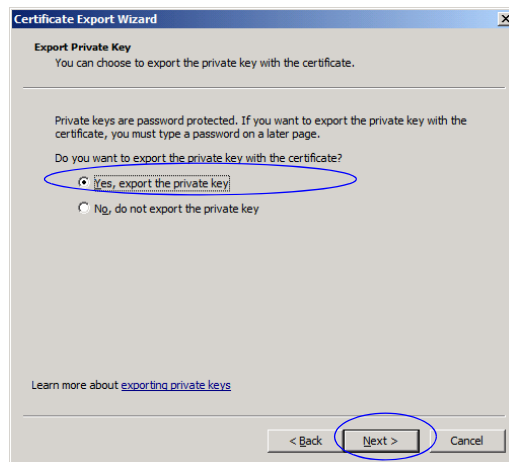 Certificate Export Wizard
Export Private Key
You can choose to export the private key with the certificate.
Private keys are password protected. If you want to export the private key with the
certificate, you must type a password on a later page.
Do you want to export the private key with the certificate?
Yes, export the private key
No, do not export the private key
Learn more about exporting private keys
< Back
Next >
Cancel